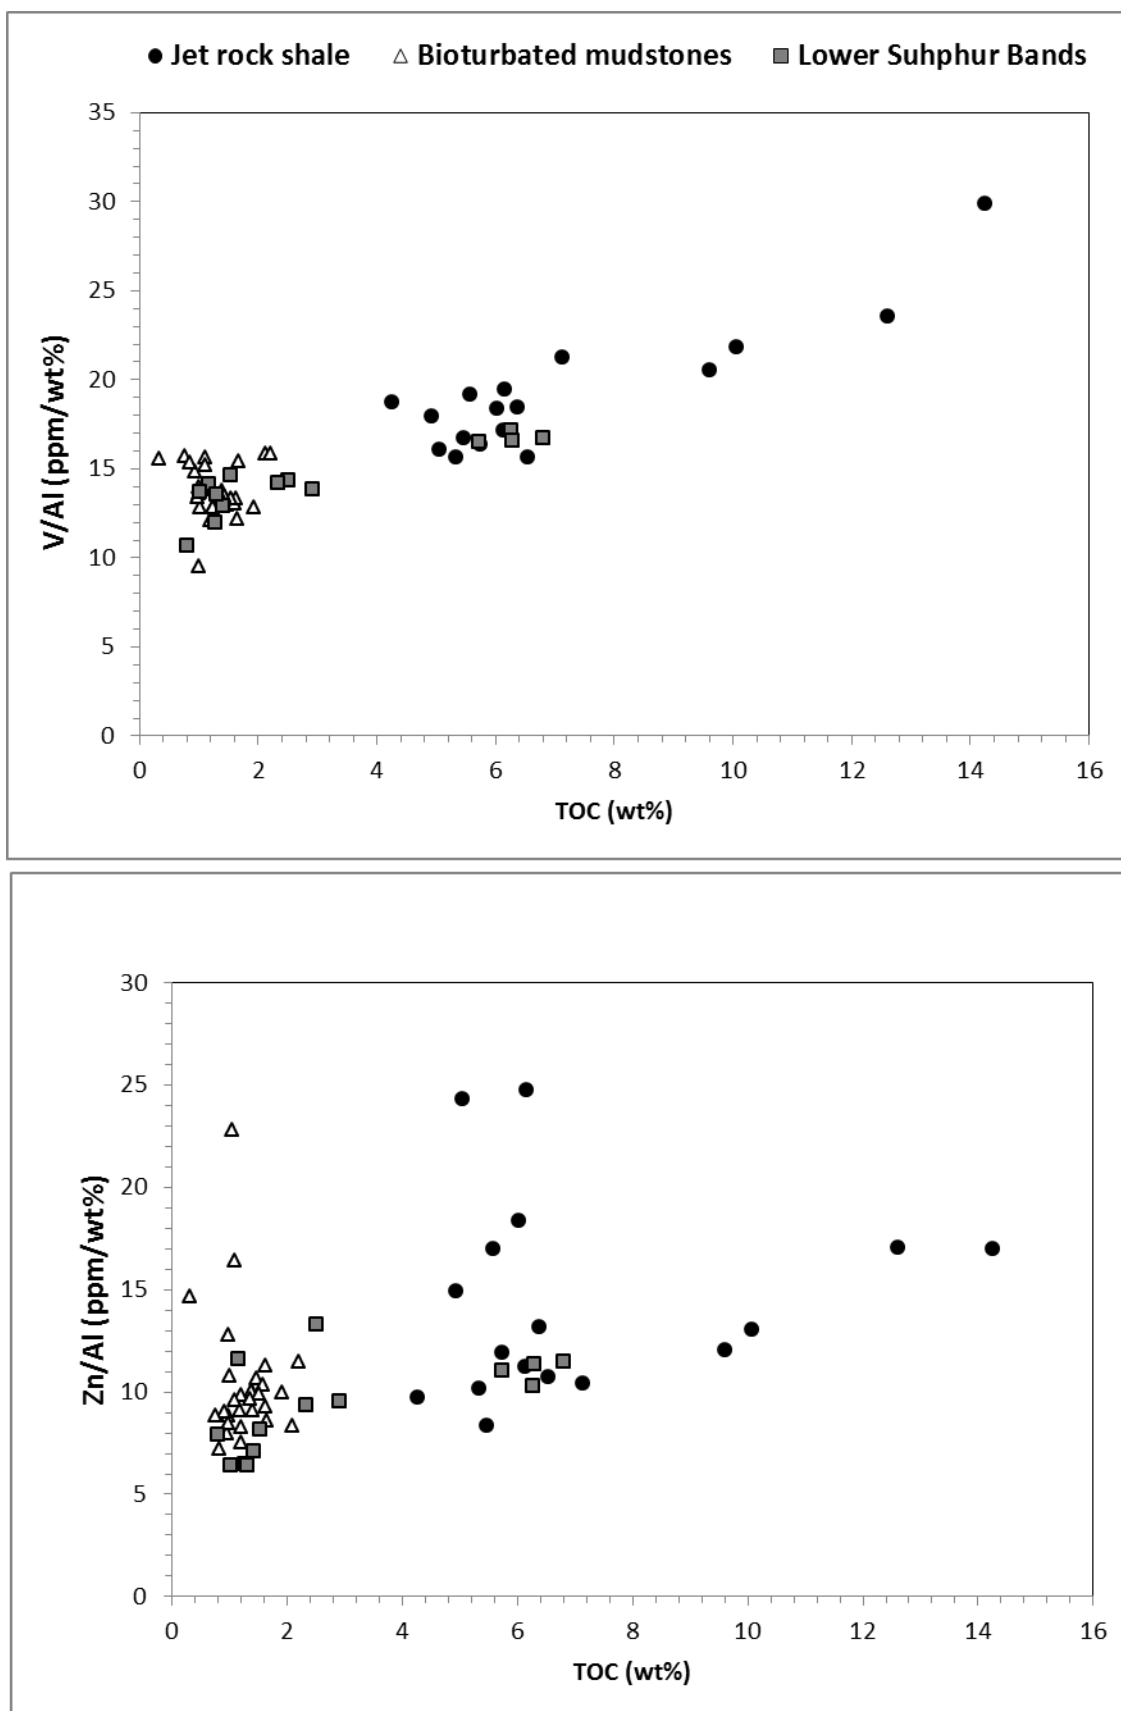 Jet rock shale Bioturbated mudstones Lower Suhphur Bands
35
30
25
20
15
10
5
0
V/Al (ppm/wt%)
0 2 4 6 8 10 12 14 16
TOC (wt%)
30
25
20
15
10
5
0
Zn/Al (ppm/wt%)
0 2 4 6 8 10 12 14 16
TOC (wt%)